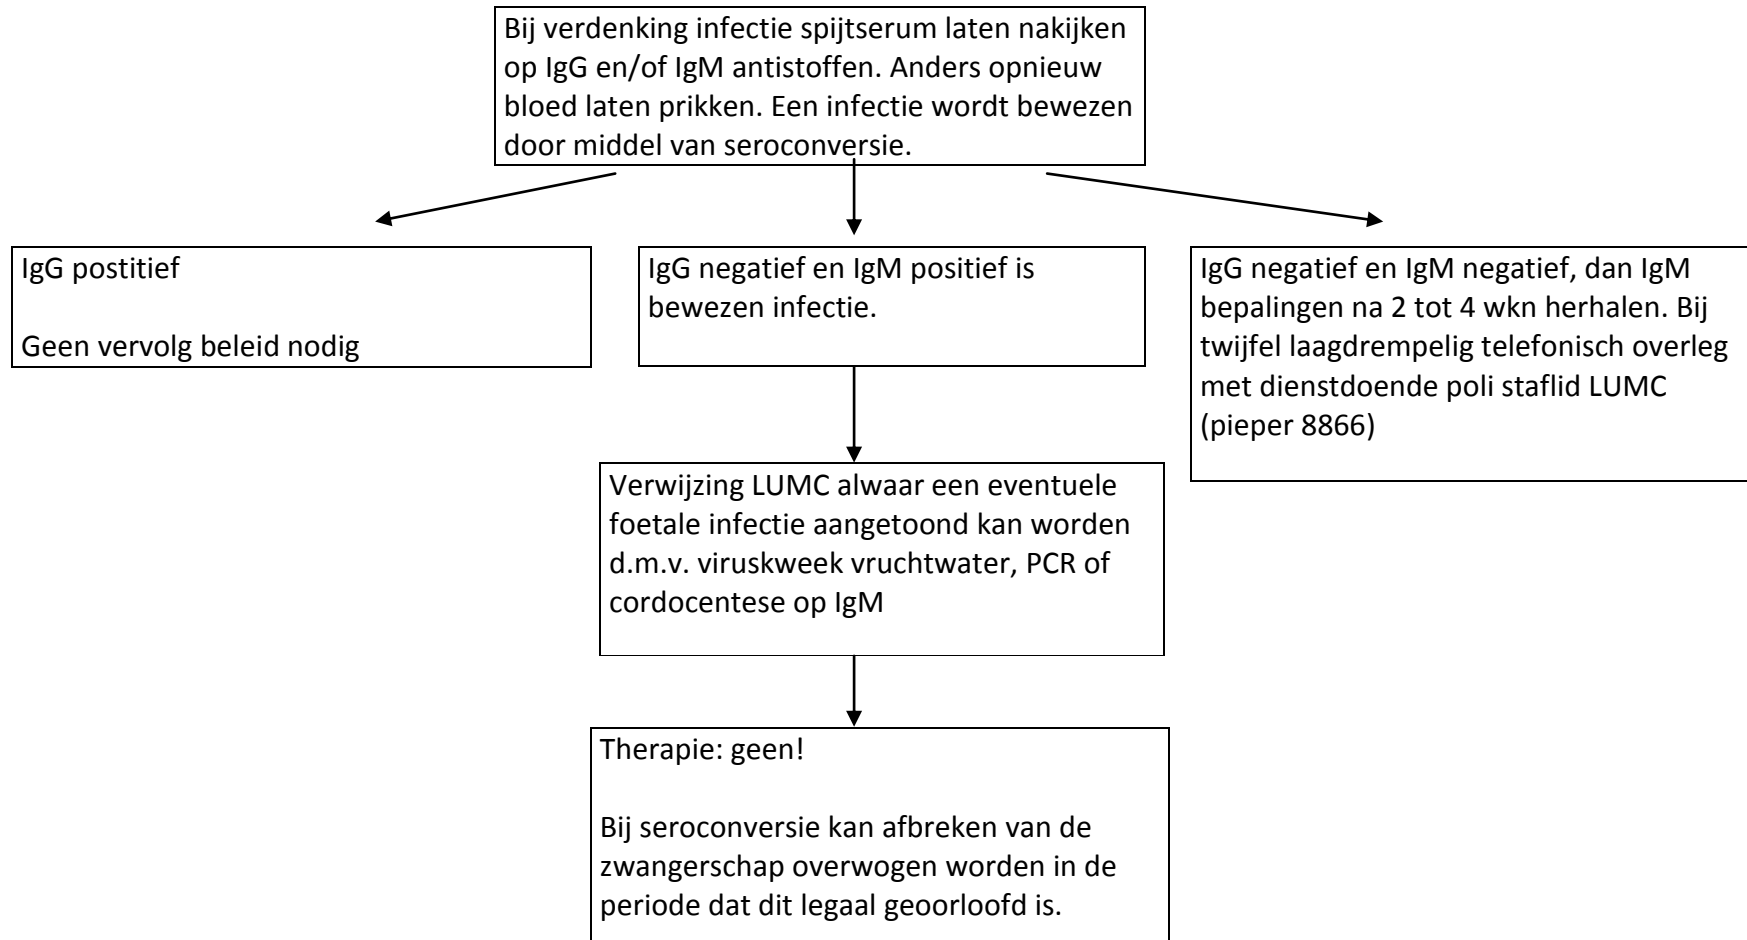 Bij verdenking infectie spijtserum laten nakijken
op IgG en/of IgM antistoffen. Anders opnieuw
bloed laten prikken. Een infectie wordt bewezen
door middel van seroconversie.
IgG postitief
Geen vervolg beleid nodig
IgG negatief en IgM positief is
bewezen infectie.
IgG negatief en IgM negatief, dan IgM
bepalingen na 2 tot 4 wkn herhalen. Bij
twijfel laagdrempelig telefonisch overleg
met dienstdoende poli staflid LUMC
(pieper 8866)
Verwijzing LUMC alwaar een eventuele
foetale infectie aangetoond kan worden
d.m.v. viruskweek vruchtwater, PCR of
cordocentese op IgM
Therapie: geen!
Bij seroconversie kan afbreken van de
zwangerschap overwogen worden in de
periode dat dit legaal geoorloofd is.